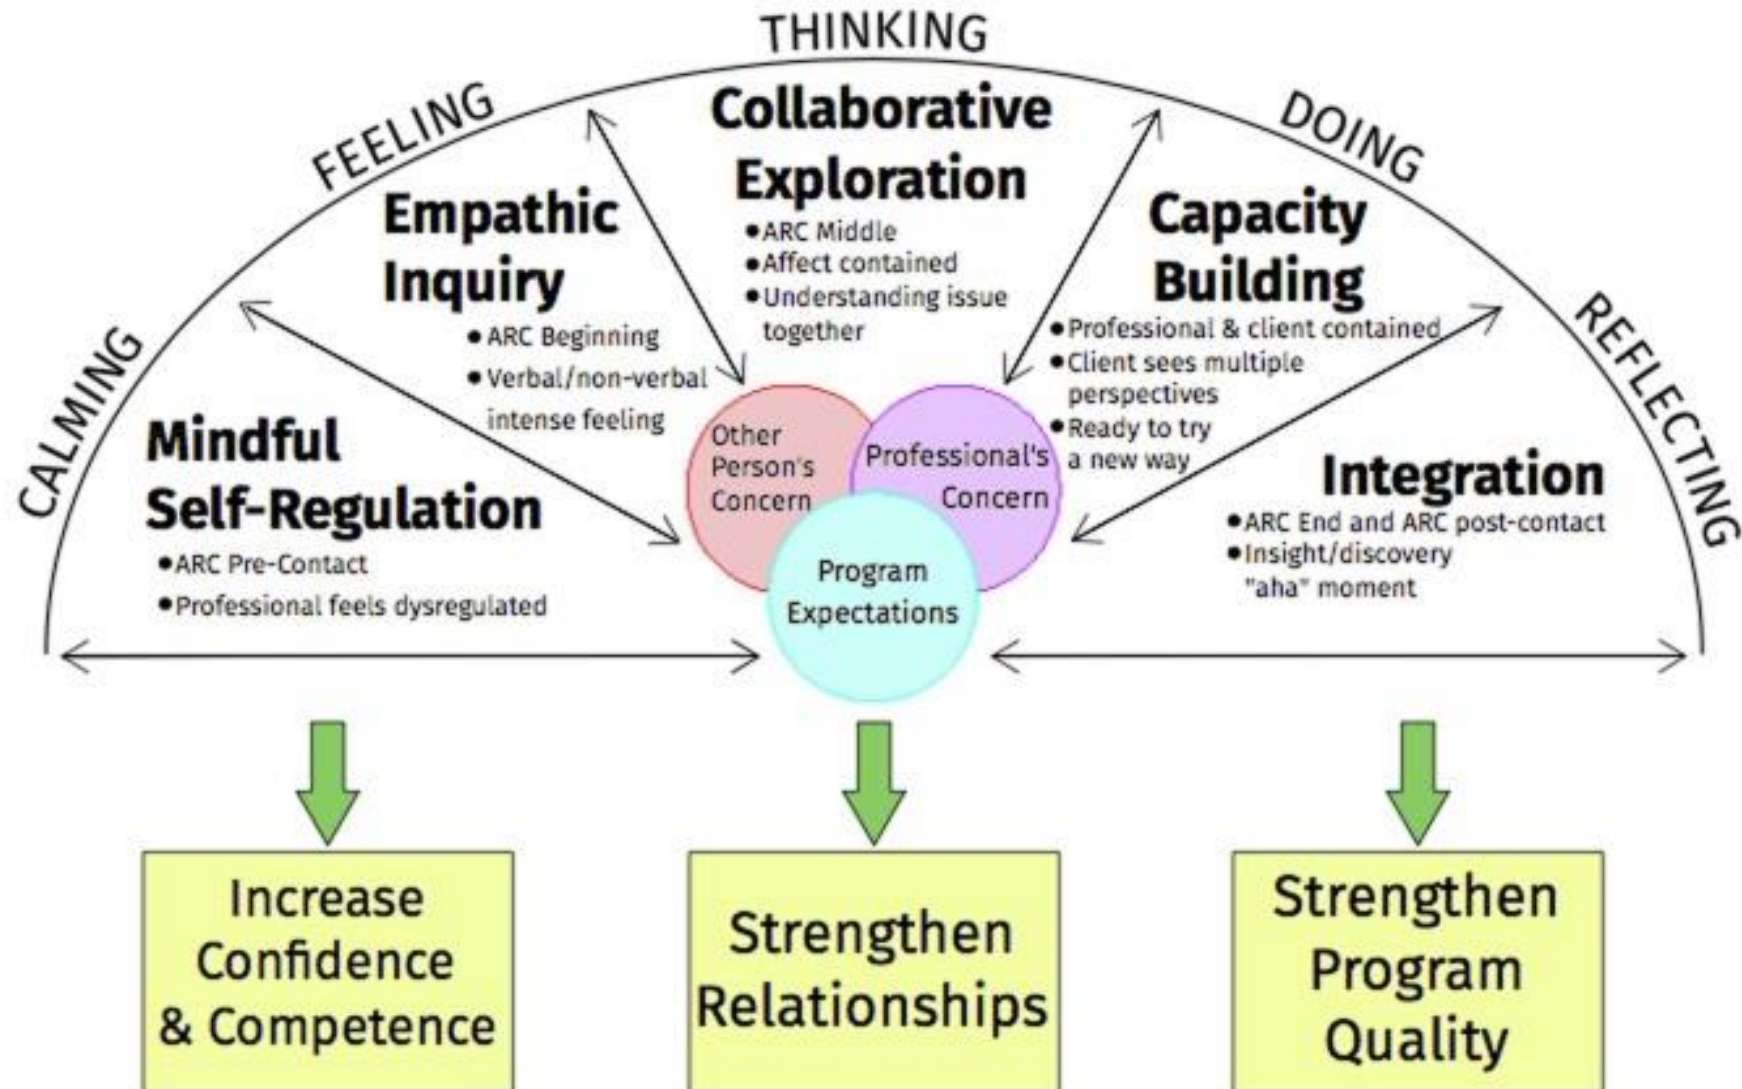 THINKING
FEELING
DOING
CALMING
REFLECTING
Mindful
Self-Regulation
●ARC Pre-Contact
●Professional feels dysregulated
Empathic
Inquiry
● ARC Beginning
● Verbal/non-verbal
intense feeling
Collaborative
Exploration
●ARC Middle
●Affect contained
●Understanding issue
together
Capacity
Building
●Professional & client contained
●Client sees multiple
perspectives
●Ready to try
a new way
Integration
●ARC End and ARC post-contact
●Insight/discovery
"aha" moment
Other
Person's
Concern
Professional's
Concern
Program
Expectations
Increase
Confidence
& Competence
Strengthen
Relationships
Strengthen
Program
Quality